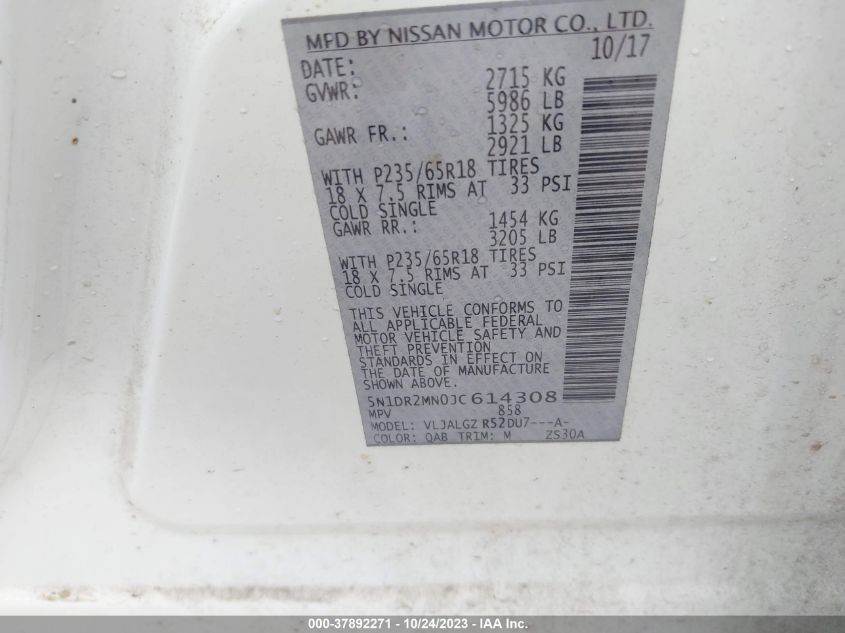 MFD BY NISSAN MOTOR CO., LTD.
DATE: 10/17
GVWR: 2715 KG
5986 LB
GAWR FR.: 1325 KG
2921 LB
WITH P235/65R18 TIRES
18 X 7.5 RIMS AT 33 PSI
COLD SINGLE
GAWR RR.: 1454 KG
3205 LB
WITH P235/65R18 TIRES
18 X 7.5 RIMS AT 33 PSI
COLD SINGLE
THIS VEHICLE CONFORMS TO
ALL APPLICABLE FEDERAL
MOTOR VEHICLE SAFETY AND
THEFT PREVENTION
STANDARDS IN EFFECT ON
THE DATE OF MANUFACTURE
SHOWN ABOVE.
5N1DR2MN0JC614308
MPV 858
MODEL: VLJALGZ R52DU7---A-
COLOR: QAB TRIM: M ZS30A
000-37892271 - 10/24/2023 - IAA Inc.